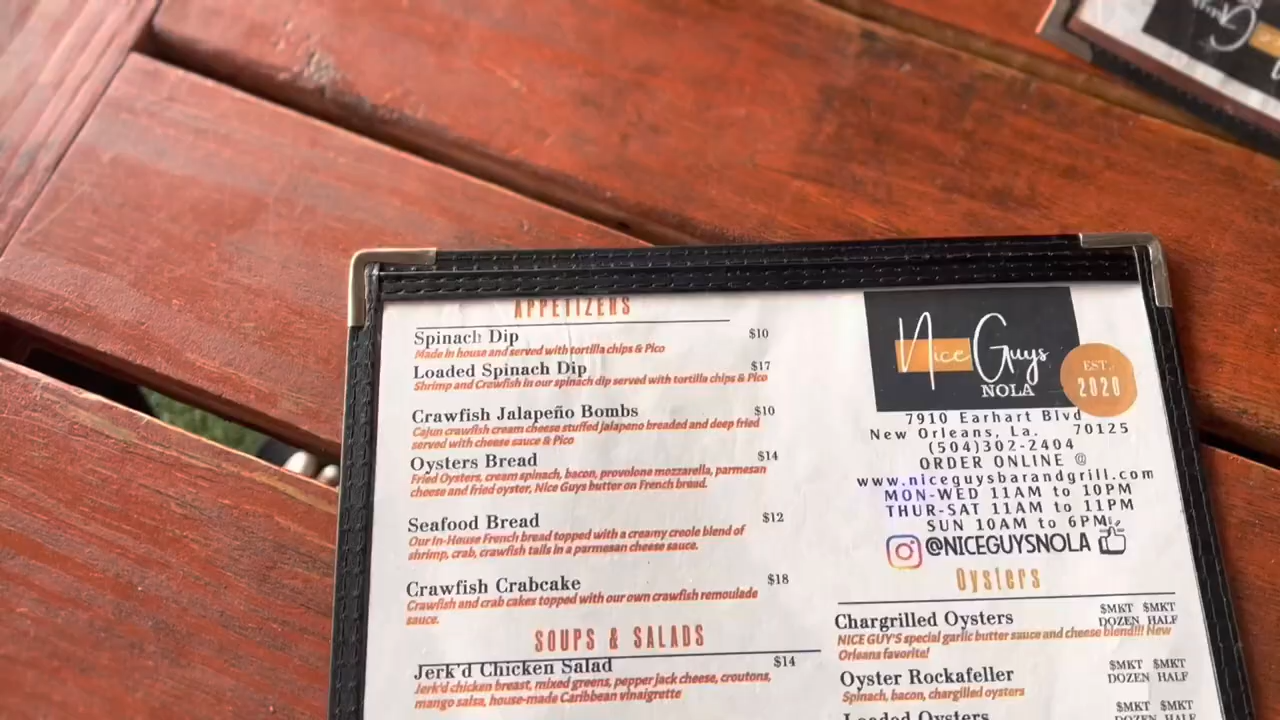 APPETIZERS
Spinach Dip $10
Made in house and served with tortilla chips & Pico
Loaded Spinach Dip $17
Shrimp and Crawfish in our spinach dip served with tortilla chips & Pico
Crawfish Jalapeño Bombs $10
Cajun crawfish cream cheese stuffed jalapeno breaded and deep fried
served with cheese sauce & Pico
Oysters Bread $14
Fried Oysters, cream spinach, bacon, provolone mozzarella, parmesan
cheese and fried oyster, Nice Guys butter on French bread.
Seafood Bread $12
Our In-House French bread topped with a creamy creole blend of
shrimp, crab, crawfish tails in a parmesan cheese sauce.
Crawfish Crabcake $18
Crawfish and crab cakes topped with our own crawfish remoulade
sauce.
SOUPS & SALADS
Jerk'd Chicken Salad $14
Jerk'd chicken breast, mixed greens, pepper jack cheese, croutons,
mango salsa, house-made Caribbean vinaigrette
Nice Guys
NOLA
EST.
2020
7910 Earhart Blvd
New Orleans, La. 70125
(504)302-2404
ORDER ONLINE @
www.niceguysbarandgrill.com
MON-WED 11AM to 10PM
THUR-SAT 11AM to 11PM
SUN 10AM to 6PM
@NICEGUYSNOLA
Oysters
Chargrilled Oysters $MKT $MKT
DOZEN HALF
NICE GUY'S special garlic butter sauce and cheese blend!!! New
Orleans favorite!
Oyster Rockafeller $MKT $MKT
DOZEN HALF
Spinach, bacon, chargrilled oysters
Loaded Oysters $MKT $MKT
DOZEN HALF